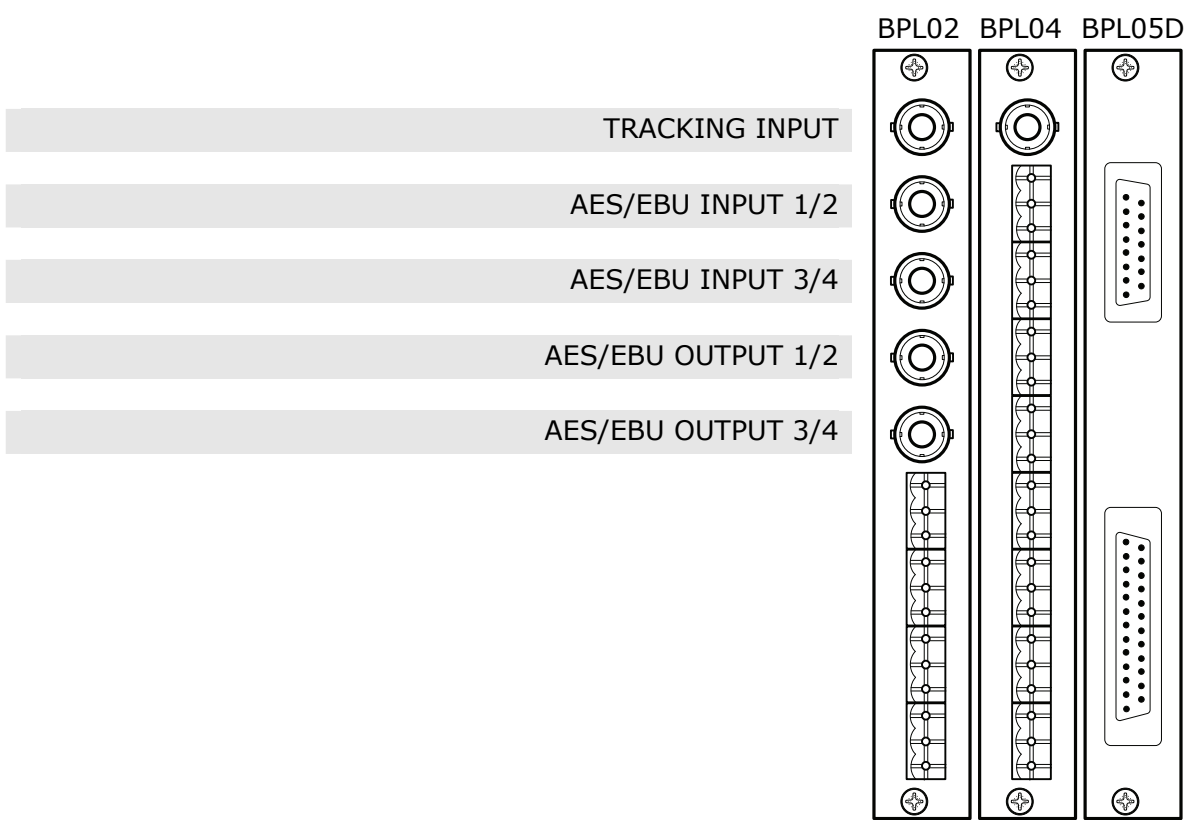 BPL02 BPL04 BPL05D
TRACKING INPUT
AES/EBU INPUT 1/2
AES/EBU INPUT 3/4
AES/EBU OUTPUT 1/2
AES/EBU OUTPUT 3/4